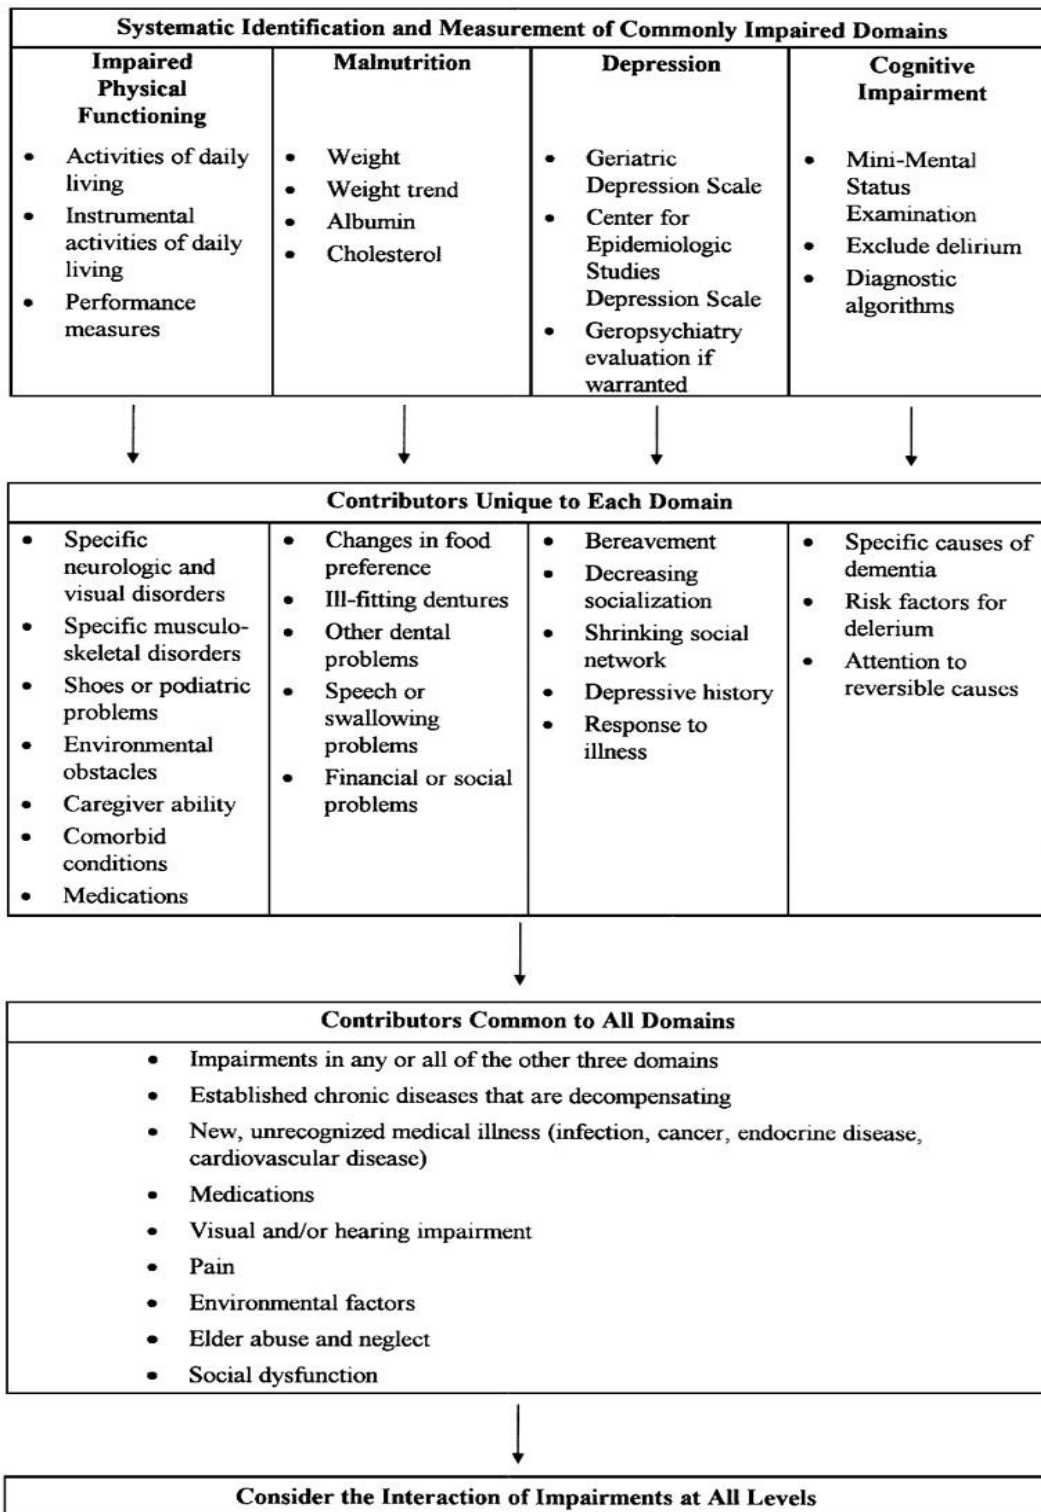 Systematic Identification and Measurement of Commonly Impaired Domains
Impaired
Physical
Functioning
• Activities of daily
living
• Instrumental
activities of daily
living
• Performance
measures
Malnutrition
• Weight
• Weight trend
• Albumin
• Cholesterol
Depression
• Geriatric
Depression Scale
• Center for
Epidemiologic
Studies
Depression Scale
• Geropsychiatry
evaluation if
warranted
Cognitive
Impairment
• Mini-Mental
Status
Examination
• Exclude delirium
• Diagnostic
algorithms
Contributors Unique to Each Domain
• Specific
neurologic and
visual disorders
• Specific musculo-
skeletal disorders
• Shoes or podiatric
problems
• Environmental
obstacles
• Caregiver ability
• Comorbid
conditions
• Medications
• Changes in food
preference
• Ill-fitting dentures
• Other dental
problems
• Speech or
swallowing
problems
• Financial or social
problems
• Bereavement
• Decreasing
socialization
• Shrinking social
network
• Depressive history
• Response to
illness
• Specific causes of
dementia
• Risk factors for
delerium
• Attention to
reversible causes
Contributors Common to All Domains
• Impairments in any or all of the other three domains
• Established chronic diseases that are decompensating
• New, unrecognized medical illness (infection, cancer, endocrine disease,
cardiovascular disease)
• Medications
• Visual and/or hearing impairment
• Pain
• Environmental factors
• Elder abuse and neglect
• Social dysfunction
Consider the Interaction of Impairments at All Levels